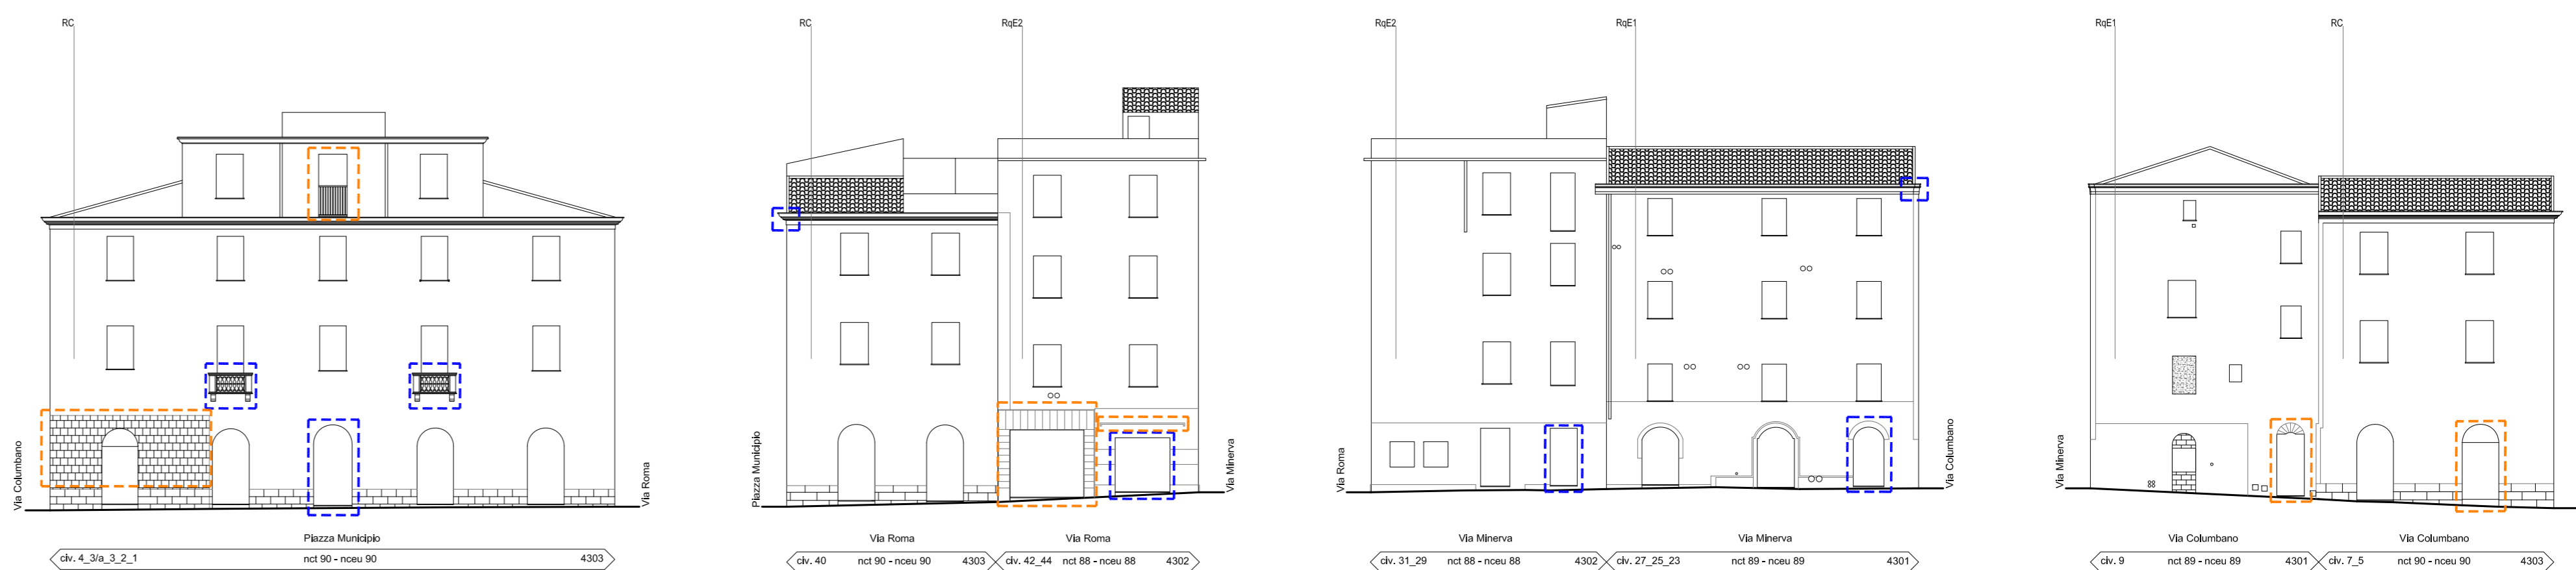 RC
Via Columbano
Via Roma
Piazza Municipio
civ. 4_3/a_3_2_1 nct 90 - nceu 90 4303
RC RqE2
Piazza Municipio
Via Minerva
Via Roma Via Roma
civ. 40 nct 90 - nceu 90 4303 civ. 42_44 nct 88 - nceu 88 4302
RqE2 RqE1
Via Roma
Via Columbano
Via Minerva Via Minerva
civ. 31_29 nct 88 - nceu 88 4302 civ. 27_25_23 nct 89 - nceu 89 4301
RqE1 RC
Via Minerva
Via Columbano Via Columbano
civ. 9 nct 89 - nceu 89 4301 civ. 7_5 nct 90 - nceu 90 4303